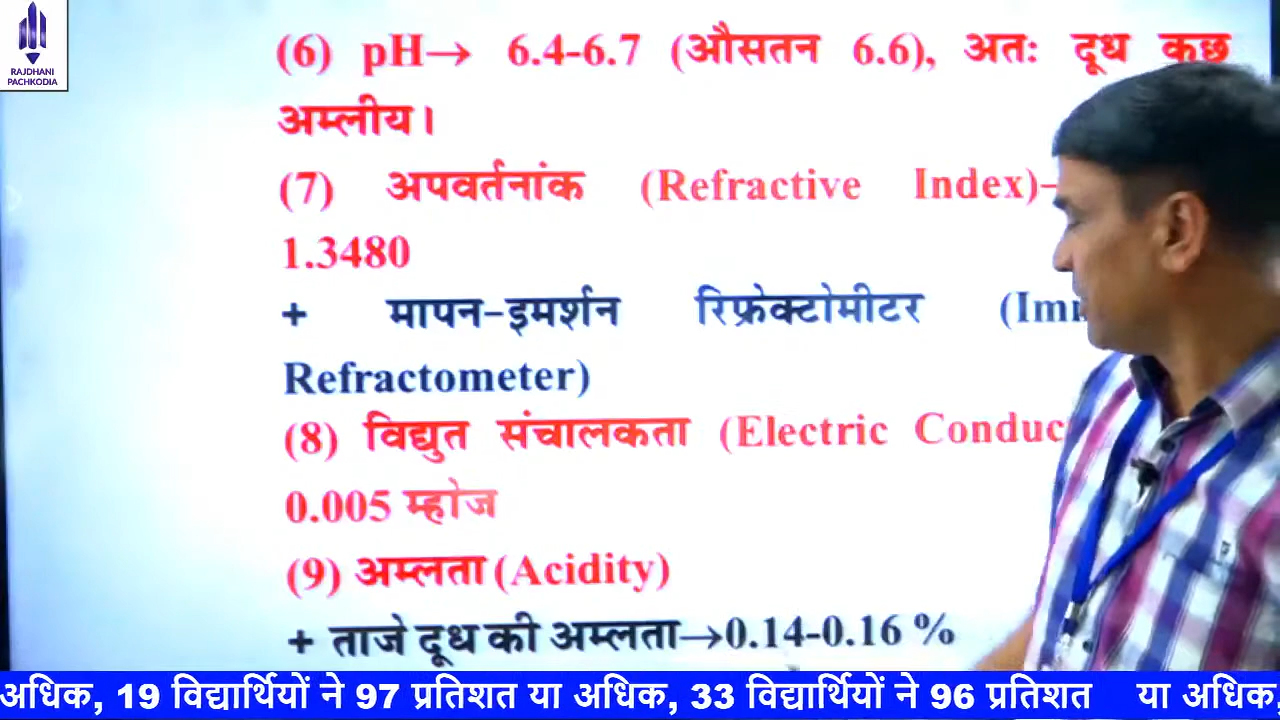 RAJDHANI
PACHKODIA
(6) pH→ 6.4-6.7 (औसतन 6.6), अतः दूध कुछ
अम्लीय।
(7) अपवर्तनांक (Refractive Index)-
1.3480
+ मापन-इमर्शन रिफ्रेक्टोमीटर
Refractometer)
(8) विद्युत संचालकता (Electric
0.005 म्होज
(9) अम्लता (Acidity)
+ ताजे दूध की अम्लता→0.14-0.16 %
अधिक, 19 विद्यार्थियों ने 97 प्रतिशत या अधिक, 33 विद्यार्थियों ने 96 प्रतिशत या अधिक,